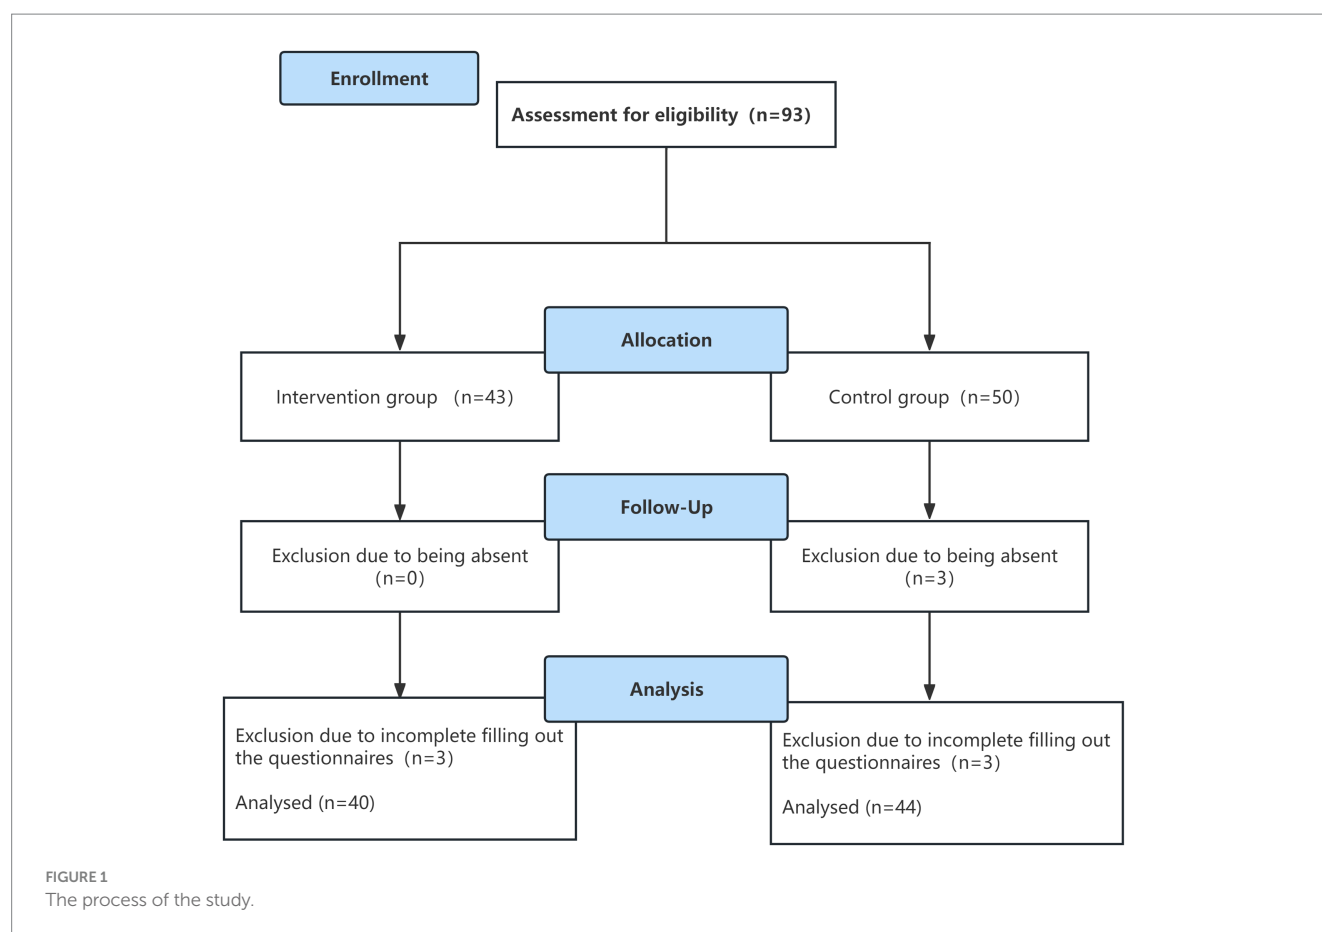 Enrollment
Assessment for eligibility（n=93）
Allocation
Intervention group （n=43）
Control group（n=50）
Follow-Up
Exclusion due to being absent
（n=0）
Exclusion due to being absent
（n=3）
Analysis
Exclusion due to incomplete filling out
the questionnaires（n=3）
Analysed (n=40)
Exclusion due to incomplete filling out
the questionnaires（n=3）
Analysed (n=44)
FIGURE 1
The process of the study.